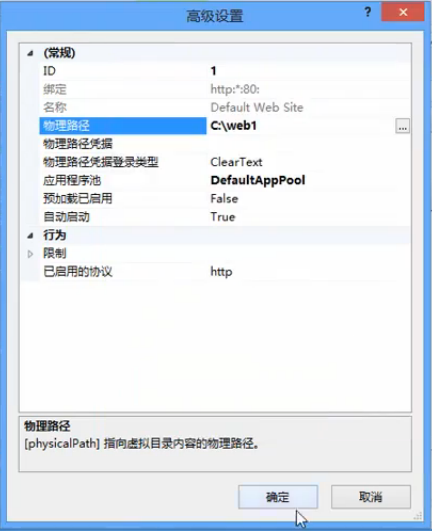 高级设置
?
(常规)
ID 1
绑定 http:*:80:
名称 Default Web Site
物理路径 C:\web1 ...
物理路径凭据
物理路径凭据登录类型 ClearText
应用程序池 DefaultAppPool
预加载已启用 False
自动启动 True
行为
限制
已启用的协议 http
物理路径
[physicalPath] 指向虚拟目录内容的物理路径。
确定 取消